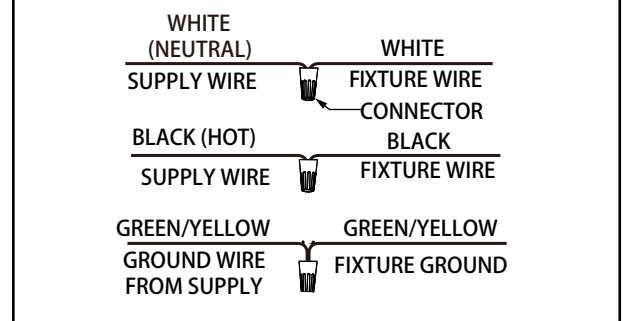 WHITE
(NEUTRAL)
WHITE
SUPPLY WIRE
FIXTURE WIRE
CONNECTOR
BLACK (HOT)
BLACK
SUPPLY WIRE
FIXTURE WIRE
GREEN/YELLOW
GREEN/YELLOW
GROUND WIRE
FROM SUPPLY
FIXTURE GROUND